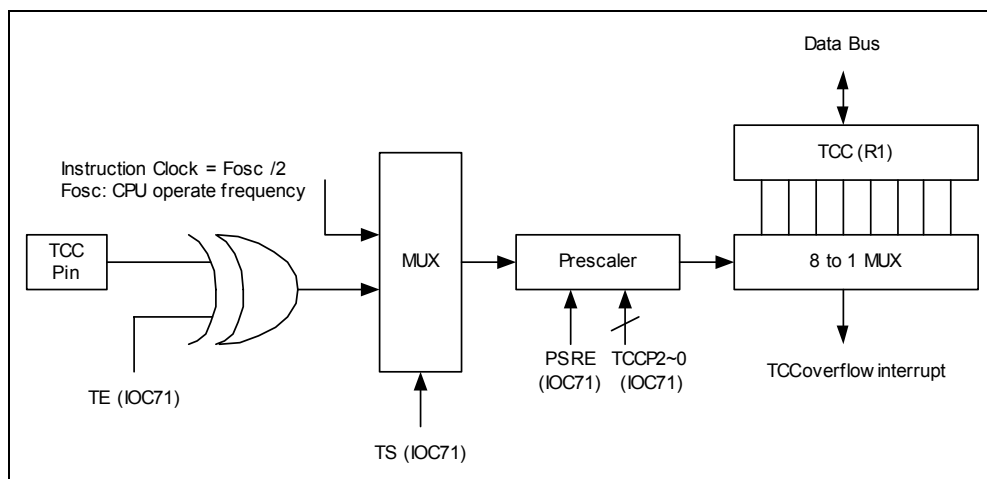 Data Bus
TCC (R1)
Instruction Clock = Fosc /2
Fosc: CPU operate frequency
TCC
Pin
MUX
Prescaler
8 to 1 MUX
PSRE
(IOC71)
TCCP2~0
(IOC71)
TCCoverflow interrupt
TE (IOC71)
TS (IOC71)